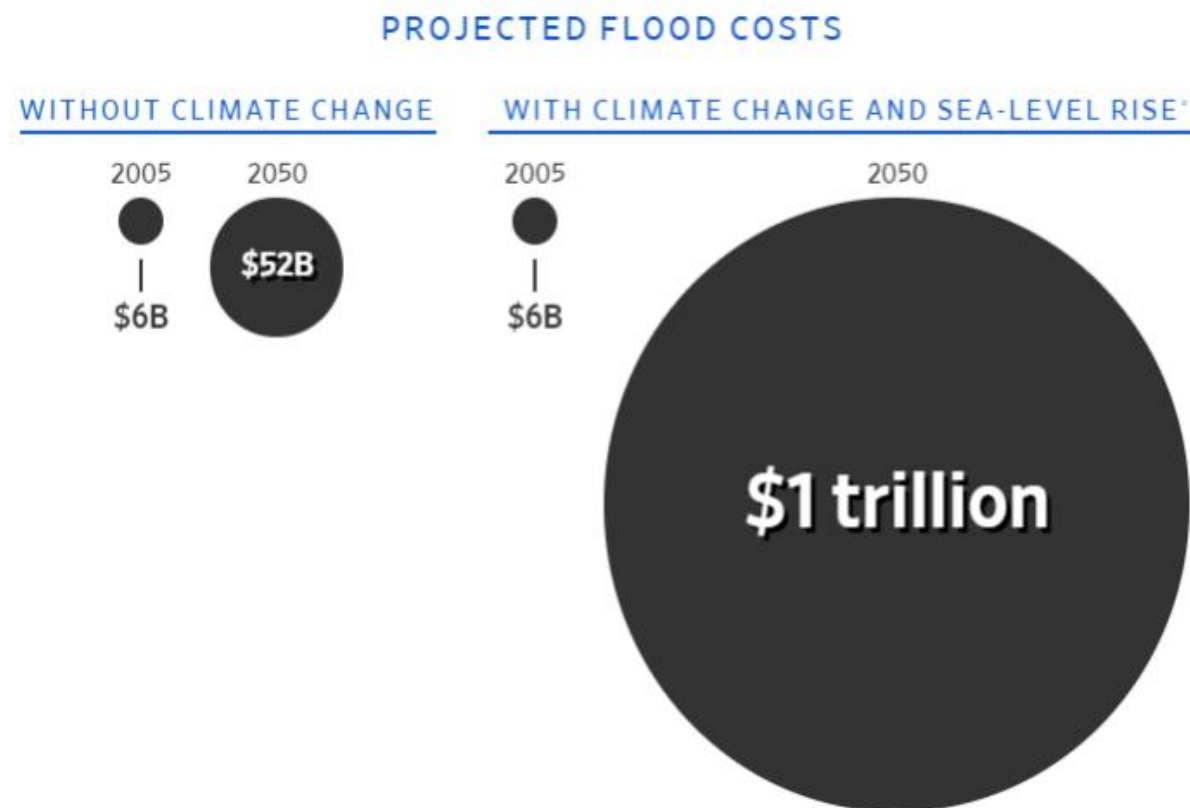 PROJECTED FLOOD COSTS
WITHOUT CLIMATE CHANGE
WITH CLIMATE CHANGE AND SEA-LEVEL RISE*
2005 2050
$6B
$52B
2005 2050
$6B
$1 trillion